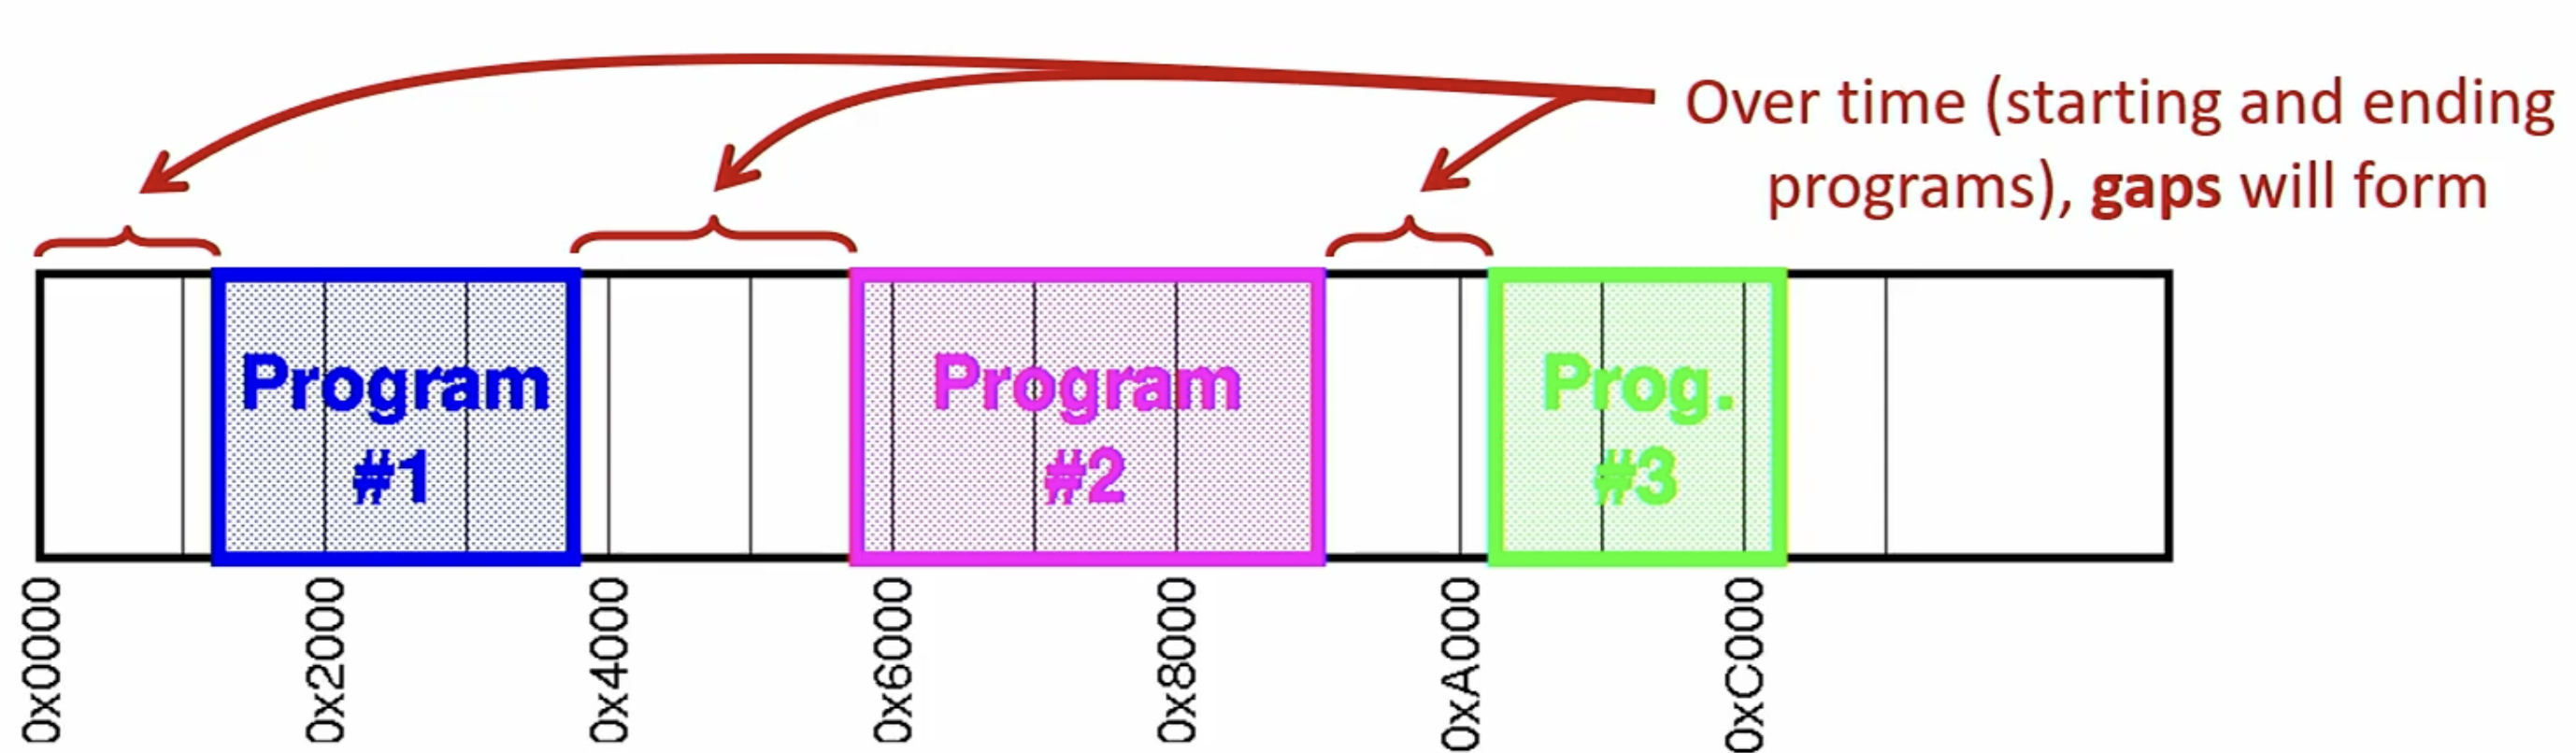 Over time (starting and ending
programs), gaps will form
Program
#1
Program
#2
Prog.
#3
0x0000
0x2000
0x4000
0x6000
0x8000
0xA000
0xC000